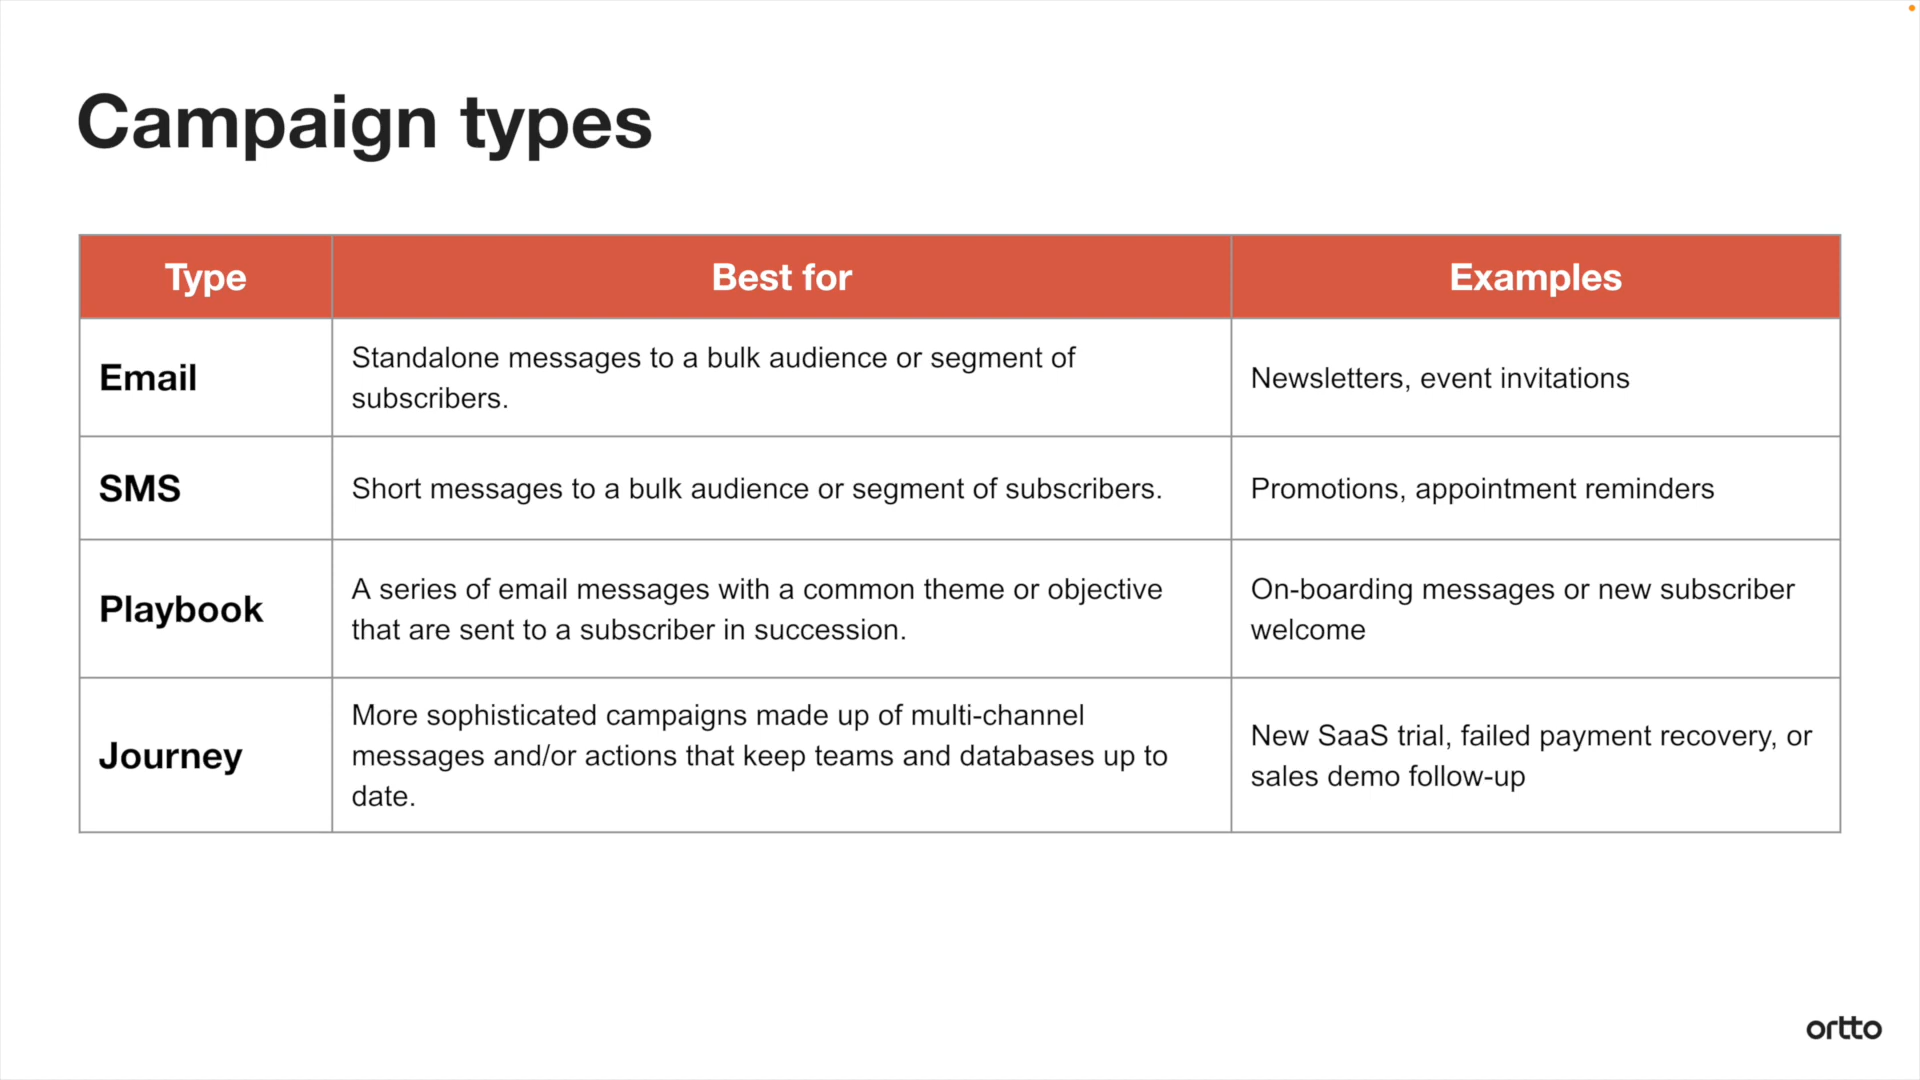 Campaign types
Type
Best for
Examples
Email
Standalone messages to a bulk audience or segment of
subscribers.
Newsletters, event invitations
SMS
Short messages to a bulk audience or segment of subscribers.
Promotions, appointment reminders
Playbook
A series of email messages with a common theme or objective
that are sent to a subscriber in succession.
On-boarding messages or new subscriber
welcome
Journey
More sophisticated campaigns made up of multi-channel
messages and/or actions that keep teams and databases up to
date.
New SaaS trial, failed payment recovery, or
sales demo follow-up
ortto